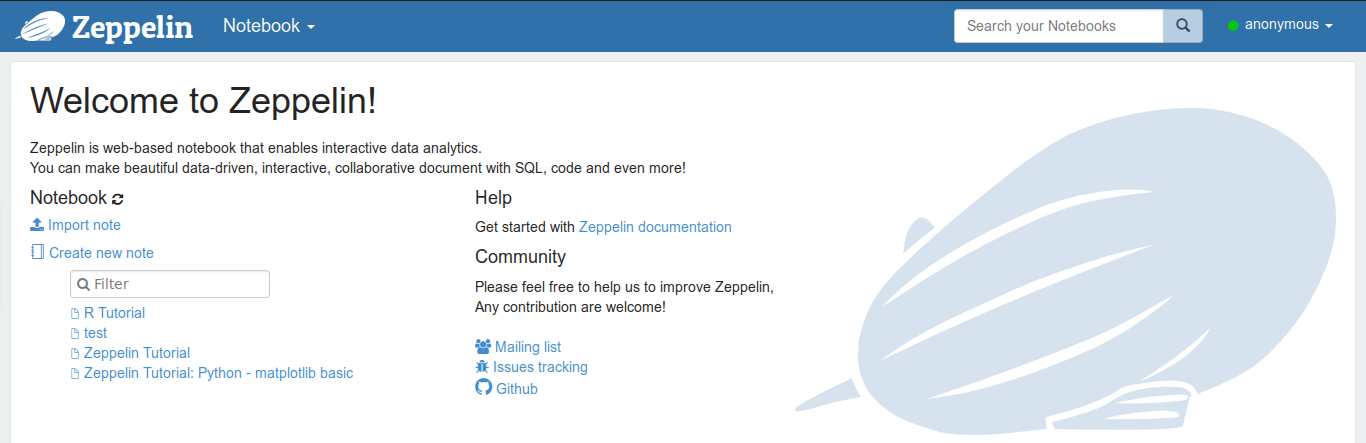 Zeppelin Notebook Search your Notebooks anonymous
Welcome to Zeppelin!
Zeppelin is web-based notebook that enables interactive data analytics.
You can make beautiful data-driven, interactive, collaborative document with SQL, code and even more!
Notebook
Import note
Create new note
Filter
R Tutorial
test
Zeppelin Tutorial
Zeppelin Tutorial: Python - matplotlib basic
Help
Get started with Zeppelin documentation
Community
Please feel free to help us to improve Zeppelin,
Any contribution are welcome!
Mailing list
Issues tracking
Github